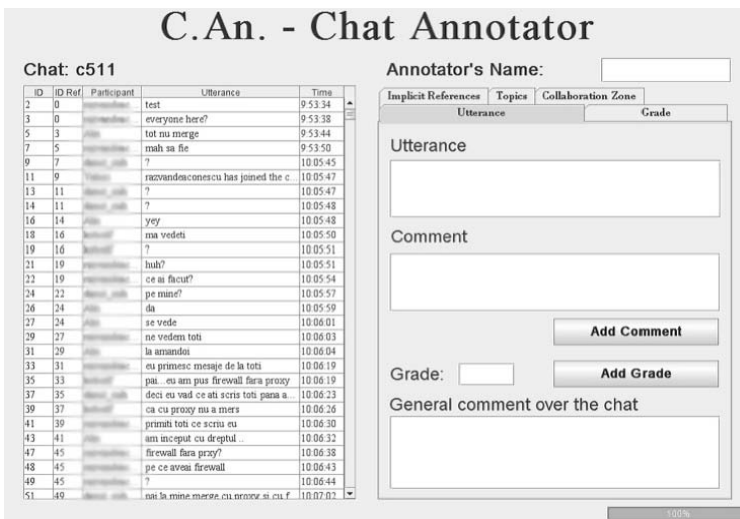 C.An. - Chat Annotator
Chat: c511
ID ID Ref. Participant Utterance Time
2 0 test 9:53:34
3 0 everyone here? 9:53:38
5 3 tot nu merge 9:53:44
7 5 mah sa fie 9:53:50
9 7 ? 10:05:45
11 9 razvandeaconescu has joined the c... 10:05:47
13 11 ? 10:05:47
14 11 ? 10:05:48
16 14 yey 10:05:48
18 16 ma vedeti 10:05:50
19 16 ? 10:05:51
21 19 huh? 10:05:51
22 19 ce ai facut? 10:05:54
24 22 pe mine? 10:05:57
26 24 da 10:05:59
27 24 se vede 10:06:01
29 27 ne vedem toti 10:06:03
31 29 la amandoi 10:06:04
33 31 eu primesc mesaje de la toti 10:06:19
35 33 pai...eu am pus firewall fara proxy 10:06:19
37 35 deci eu vad ce ati scris toti pana a... 10:06:23
39 37 ca cu proxy nu a mers 10:06:26
41 39 primiti tot ce scriu eu 10:06:30
43 41 am inceput cu dreptul .. 10:06:32
47 45 firewall fara prxy? 10:06:38
48 45 pe ce aveai firewall 10:06:43
49 45 ? 10:06:44
51 49 pai la mine merge cu proxy si cu f... 10:07:02
Annotator's Name:
Implicit References Topics Collaboration Zone
Utterance Grade
Utterance
Comment
Add Comment
Grade: Add Grade
General comment over the chat
100%